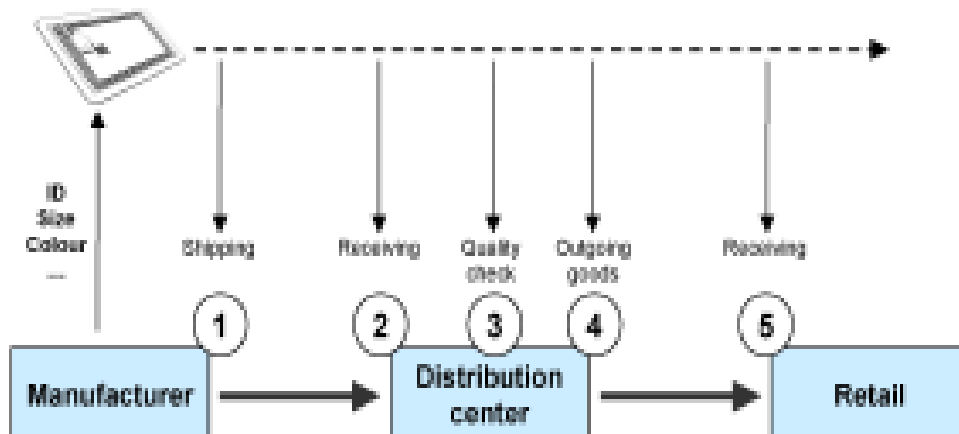 ID
Size
Colour
...
Shipping
Receiving
Quality
check
Outgoing
goods
Receiving
1
2
3
4
5
Manufacturer
Distribution
center
Retail